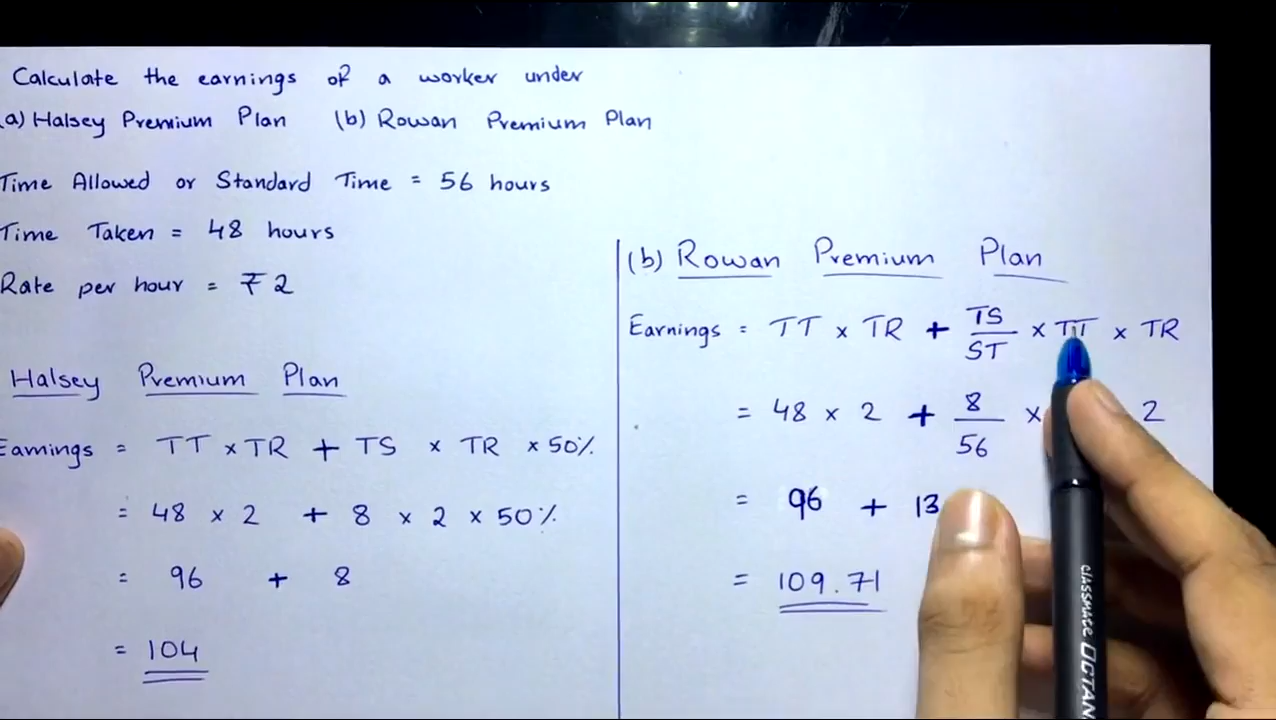 Calculate the earnings of a worker under
(a) Halsey Premium Plan (b) Rowan Premium Plan
Time Allowed or Standard Time = 56 hours
Time Taken = 48 hours
Rate per hour = ₹ 2
Halsey Premium Plan
Earnings = TT × TR + TS × TR × 50%
= 48 × 2 + 8 × 2 × 50%
= 96 + 8
= 104
(b) Rowan Premium Plan
Earnings = TT × TR + TS/ST × TT × TR
= 48 × 2 + 8/56 × 2
= 96 + 13
= 109.71
classmate OCTAN